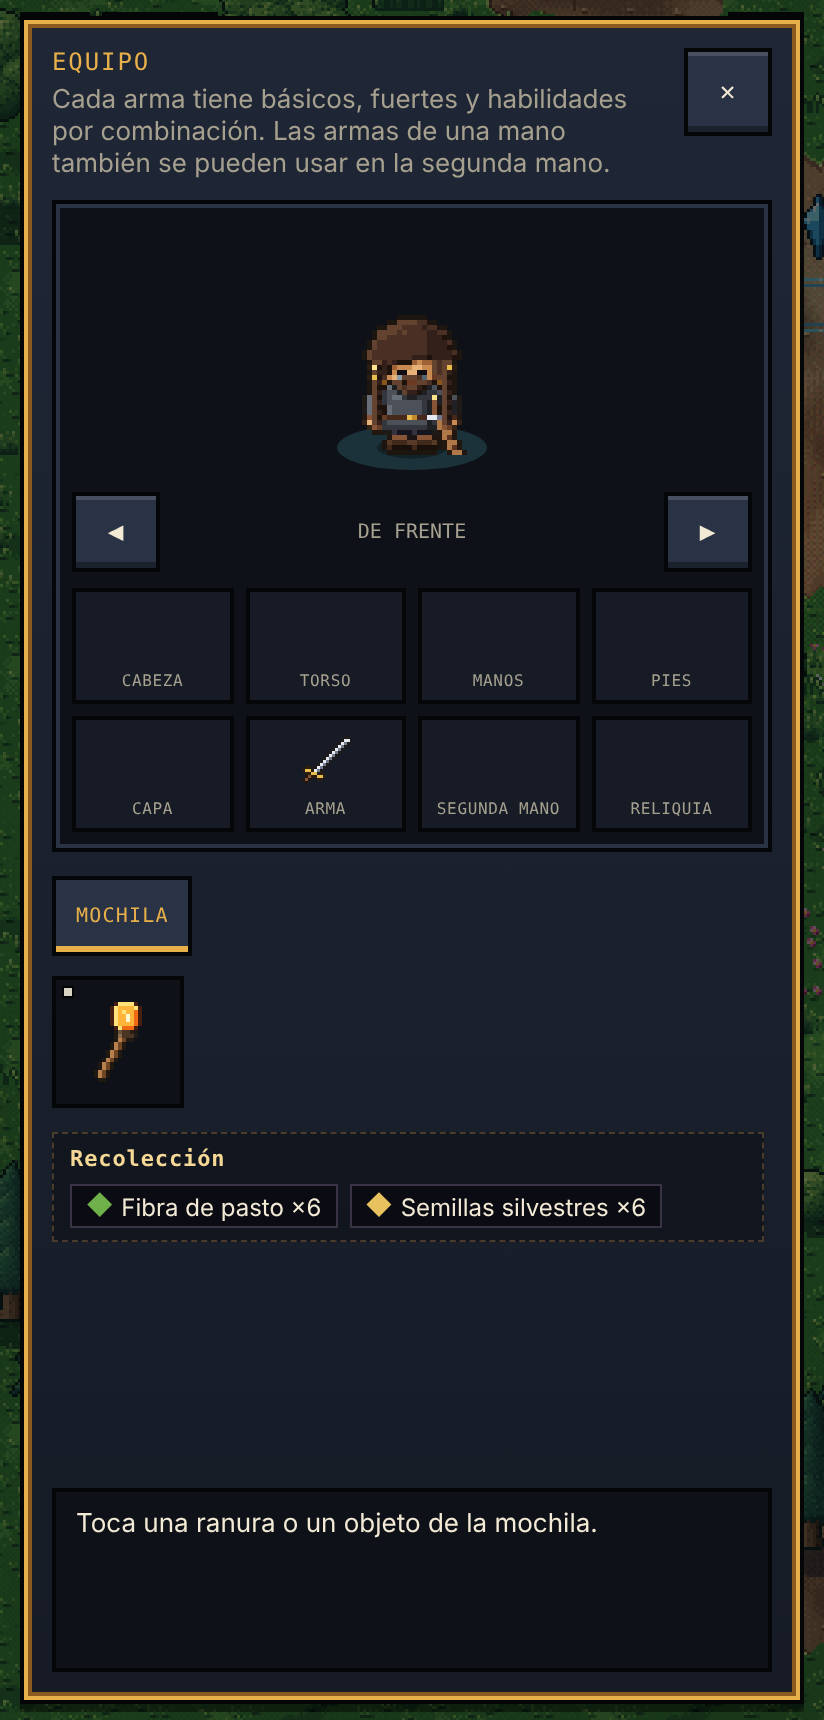 EQUIPO
×
Cada arma tiene básicos, fuertes y habilidades
por combinación. Las armas de una mano
también se pueden usar en la segunda mano.
◀ DE FRENTE ▶
CABEZA TORSO MANOS PIES
CAPA ARMA SEGUNDA MANO RELIQUIA
MOCHILA
Recolección
Fibra de pasto ×6 Semillas silvestres ×6
Toca una ranura o un objeto de la mochila.